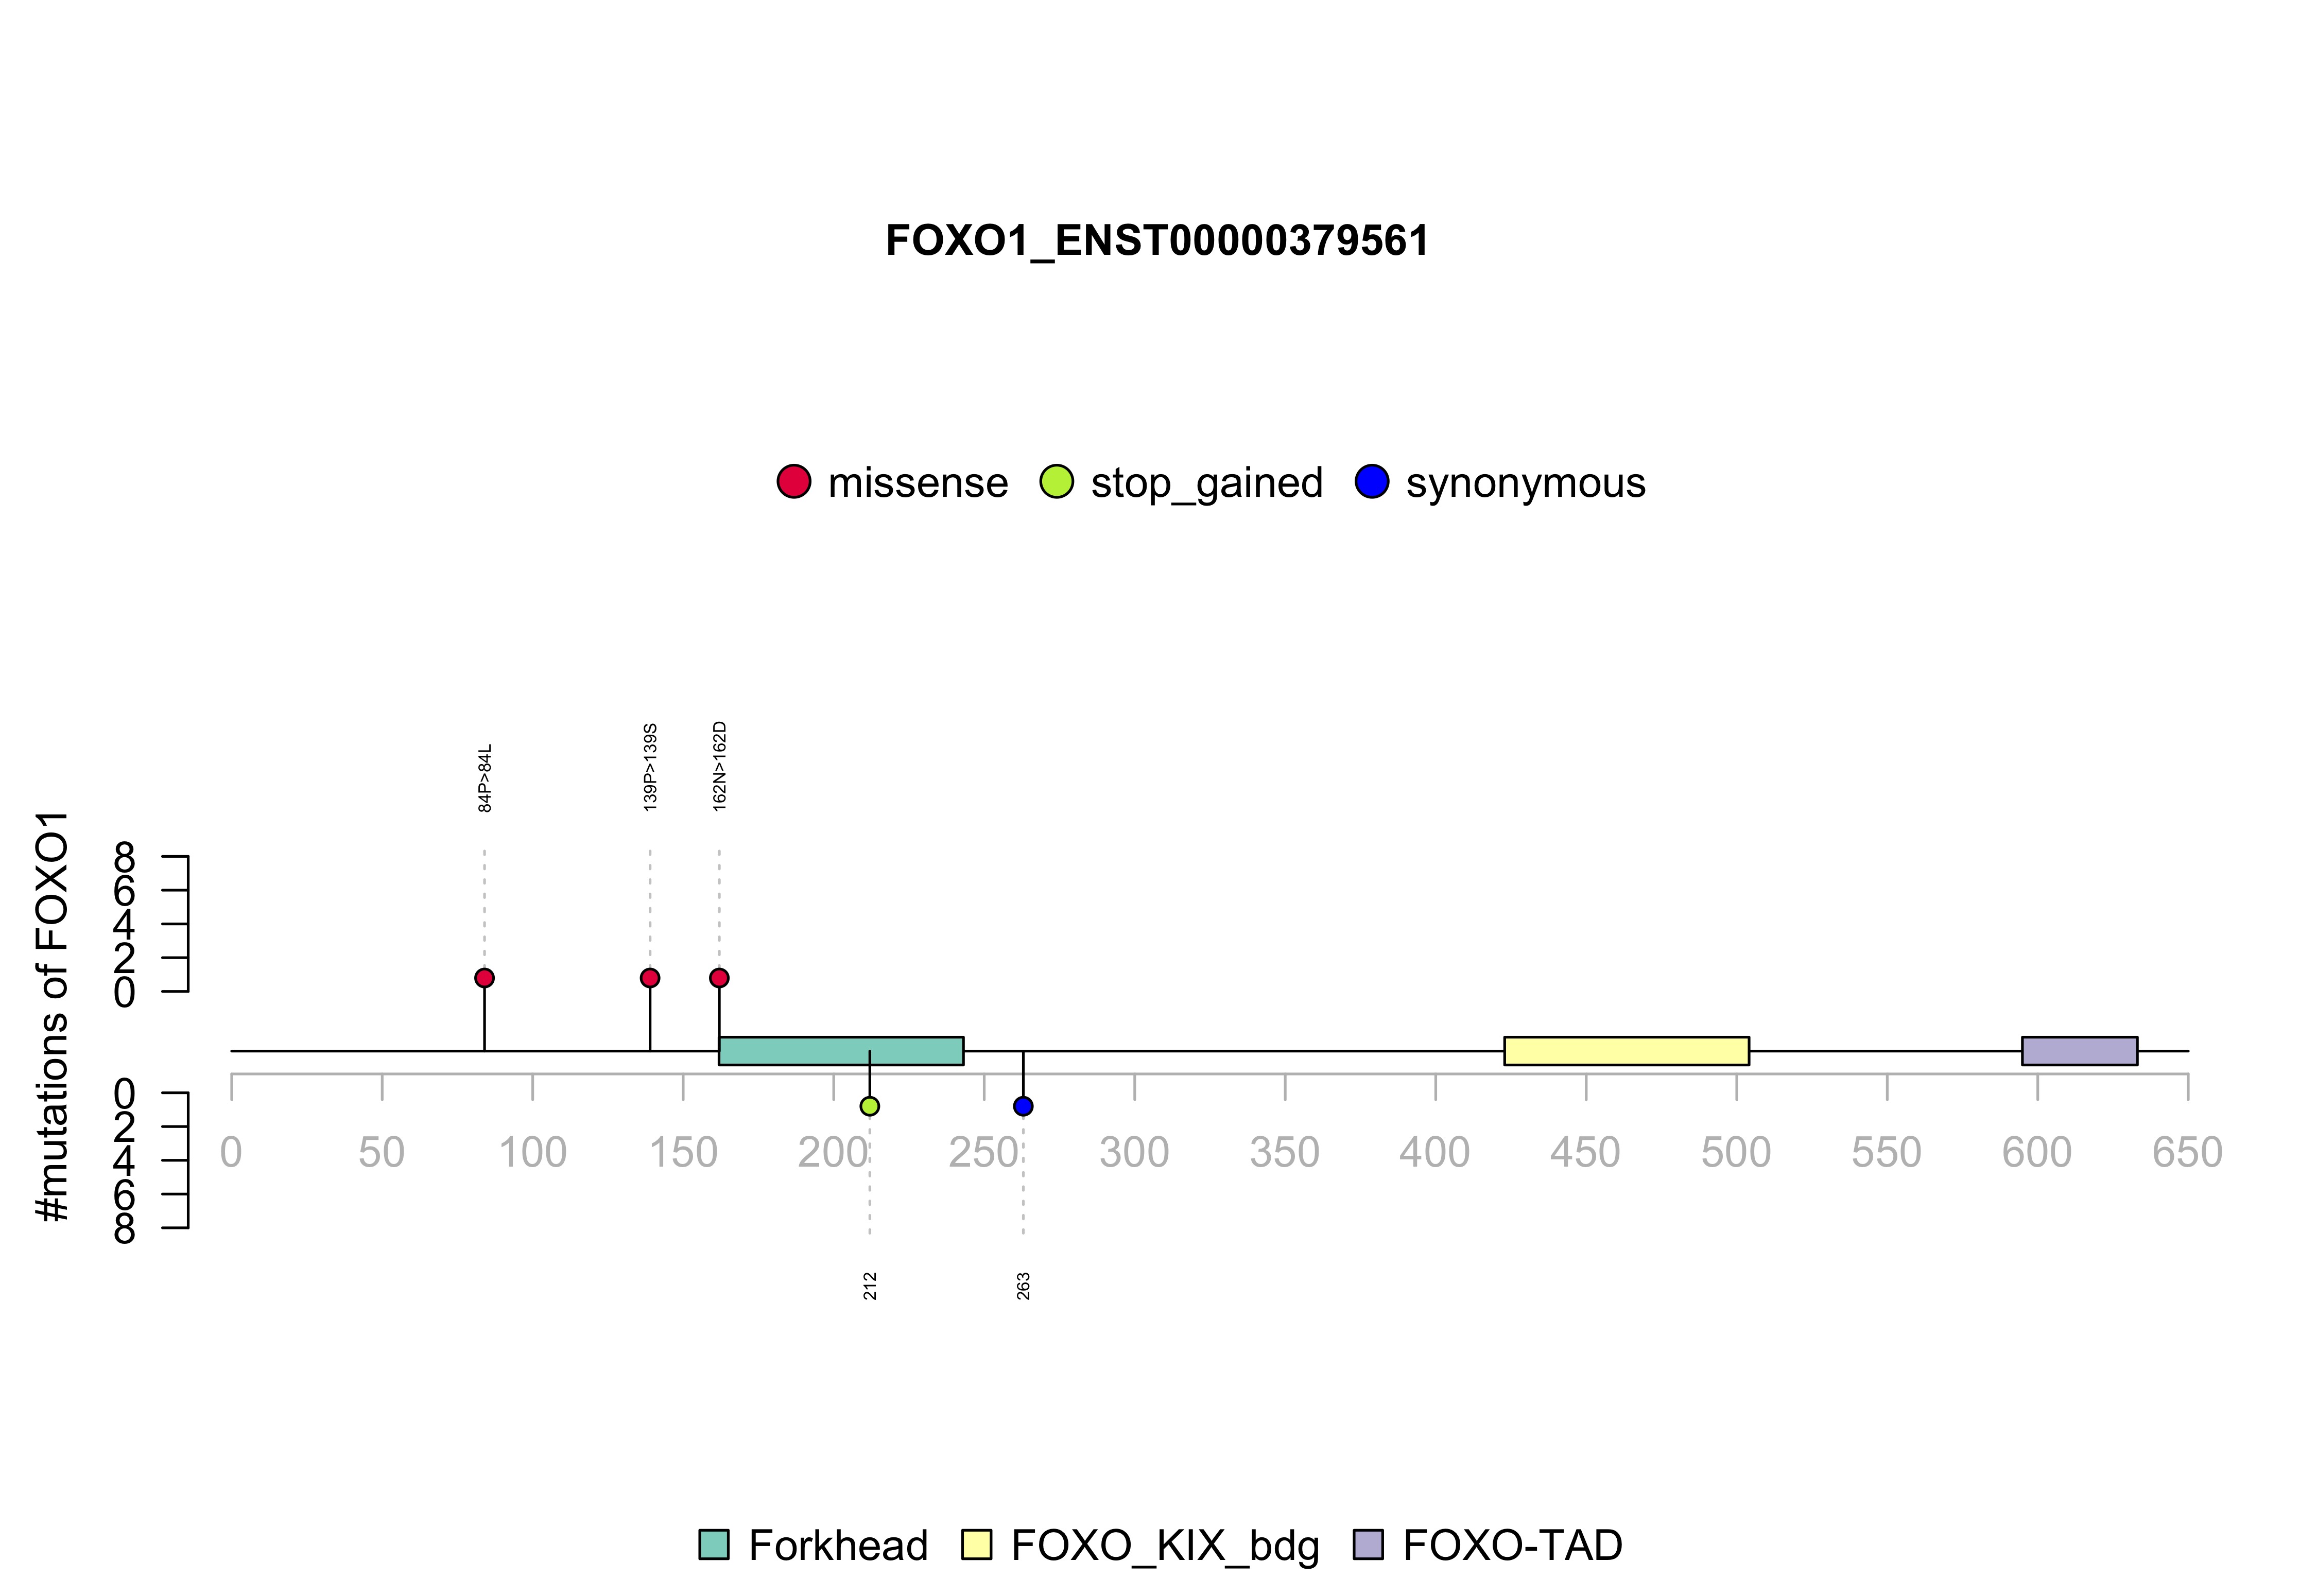 FOXO1_ENST00000379561
missense stop_gained synonymous
84P>84L 139P>139S 162N>162D
#mutations of FOXO1
8
6
4
2
0
0
2
4
6
8
0 50 100 150 200 250 300 350 400 450 500 550 600 650
212 263
Forkhead FOXO_KIX_bdg FOXO-TAD